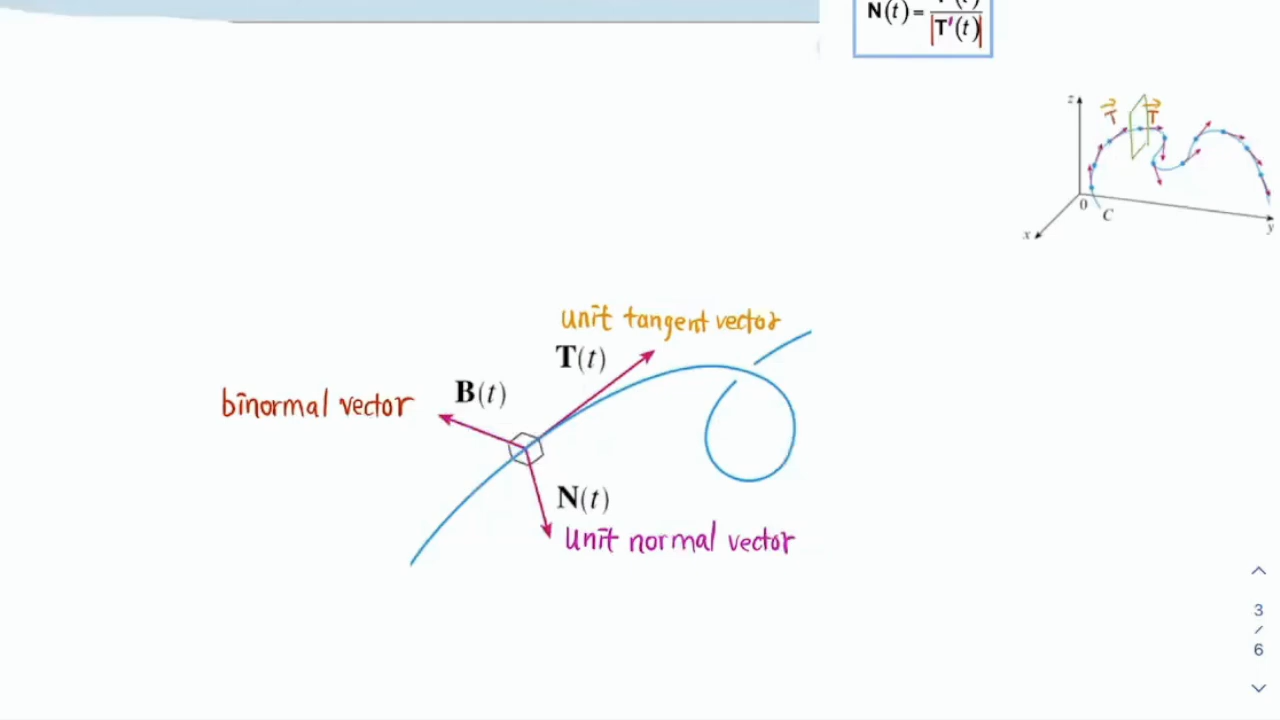 N(t) = T'(t) / |T'(t)|
z
T T
0
C
x
y
unit tangent vector
T(t)
B(t)
binormal vector
N(t)
unit normal vector
3
/
6